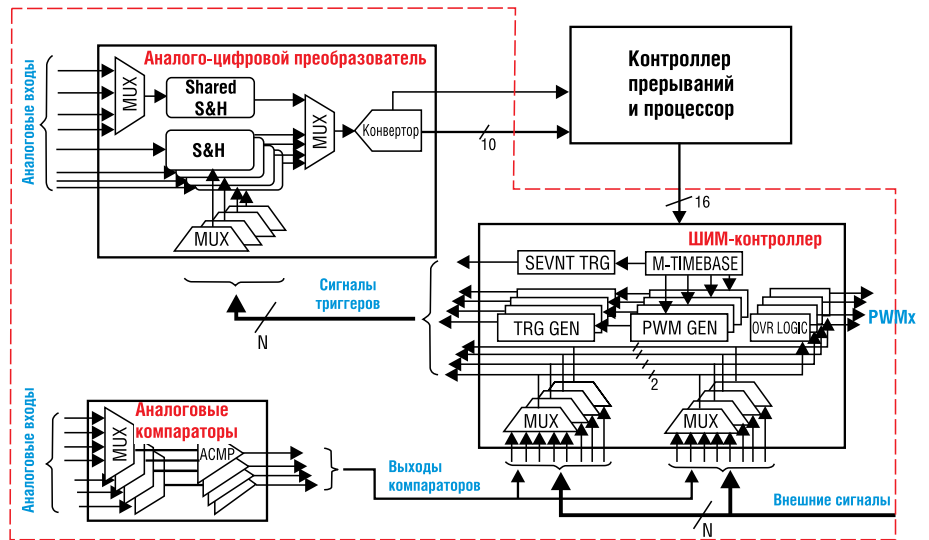 Аналоговые входы
Аналого-цифровой преобразователь
MUX
Shared
S&H
S&H
MUX
Конвертор
MUX
10
Контроллер
прерываний
и процессор
16
Сигналы
триггеров
N
ШИМ-контроллер
SEVNT TRG
M-TIMEBASE
TRG GEN
PWM GEN
OVR LOGIC
PWMx
2
MUX
MUX
Аналоговые входы
Аналоговые
компараторы
MUX
ACMP
Выходы
компараторов
Внешние сигналы
N